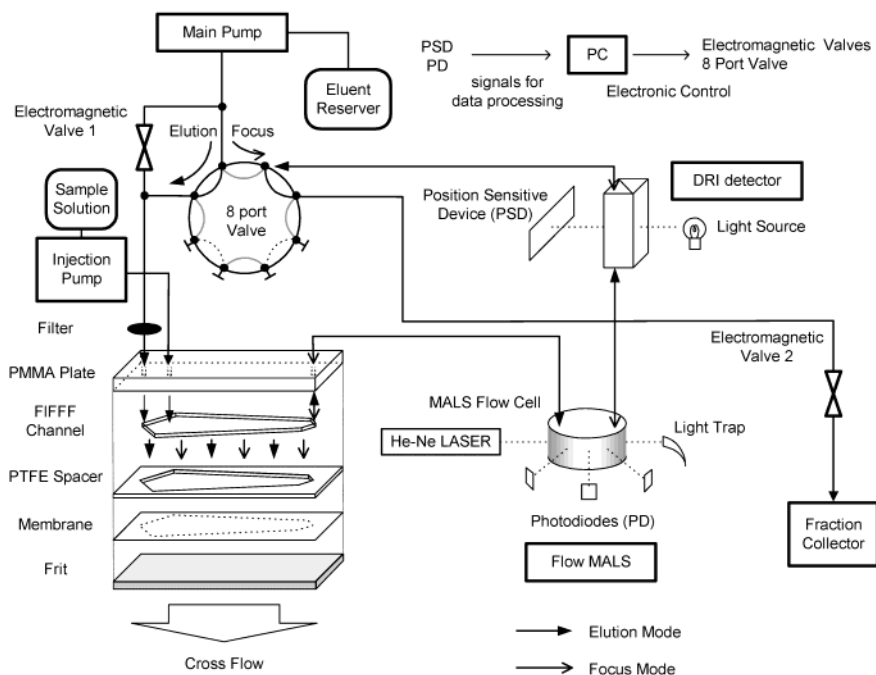 Main Pump
Eluent
Reserver
PSD
PD
signals for
data processing
PC
Electromagnetic Valves
8 Port Valve
Electronic Control
Electromagnetic
Valve 1
Elution
Focus
Sample
Solution
Injection
Pump
8 port
Valve
Position Sensitive
Device (PSD)
DRI detector
Light Source
Filter
PMMA Plate
FIFFF
Channel
PTFE Spacer
Membrane
Frit
Cross Flow
MALS Flow Cell
He-Ne LASER
Light Trap
Photodiodes (PD)
Flow MALS
Electromagnetic
Valve 2
Fraction
Collector
Elution Mode
Focus Mode